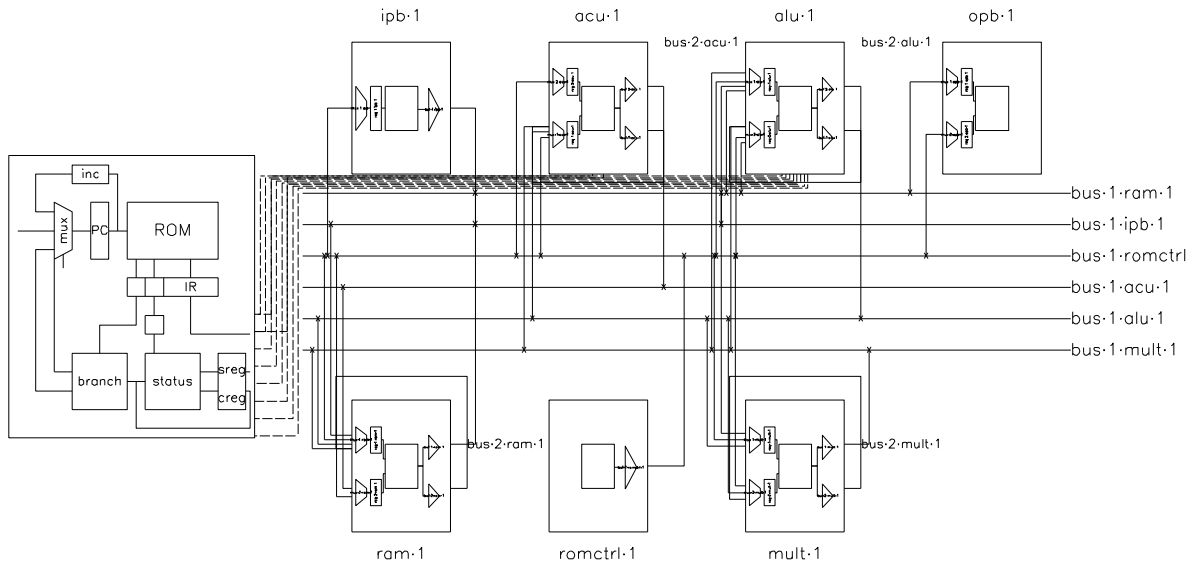 ipb·1
acu·1
alu·1
opb·1
bus·2·acu·1
bus·2·alu·1
inc
mux
PC
ROM
IR
branch
status
sreg
creg
bus·1·ram·1
bus·1·ipb·1
bus·1·romctrl
bus·1·acu·1
bus·1·alu·1
bus·1·mult·1
bus·2·ram·1
bus·2·mult·1
ram·1
romctrl·1
mult·1